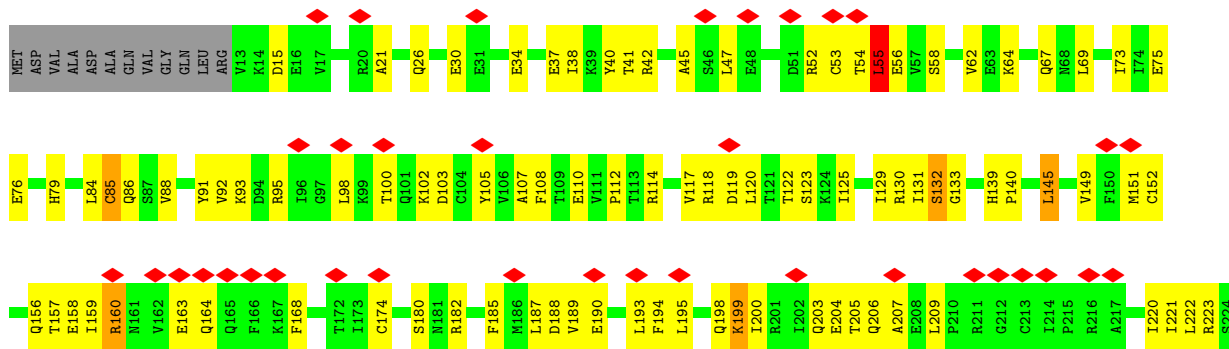 MET ASP VAL ALA ASP ALA GLN VAL GLY GLN LEU ARG V13 K14 D15 E16 V17 R20 A21 Q26 E30 E31 E34 E37 I38 K39 Y40 T41 R42 A45 S46 L47 E48 D51 R52 C53 T54 L55 E56 V57 S58 V62 E63 K64 Q67 N68 L69 I73 I74 E75
E76 H79 L84 C85 Q86 S87 V88 Y91 V92 K93 D94 R95 I96 G97 L98 K99 T100 Q101 K102 D103 C104 Y105 V106 A107 F108 T109 E110 V111 P112 T113 R114 V117 R118 D119 L120 T121 T122 S123 K124 I125 I129 R130 I131 S132 G133 H139 P140 L145 V149 F150 M151 C152
Q156 T157 E158 I159 R160 N161 V162 E163 Q164 Q165 F166 K167 F168 T172 I173 C174 S180 N181 R182 F185 M186 L187 D188 V189 E190 L193 F194 L195 Q198 K199 I200 R201 I202 Q203 E204 T205 Q206 A207 E208 L209 P210 R211 G212 C213 I214 P215 R216 A217 I220 I221 L222 R223 S224